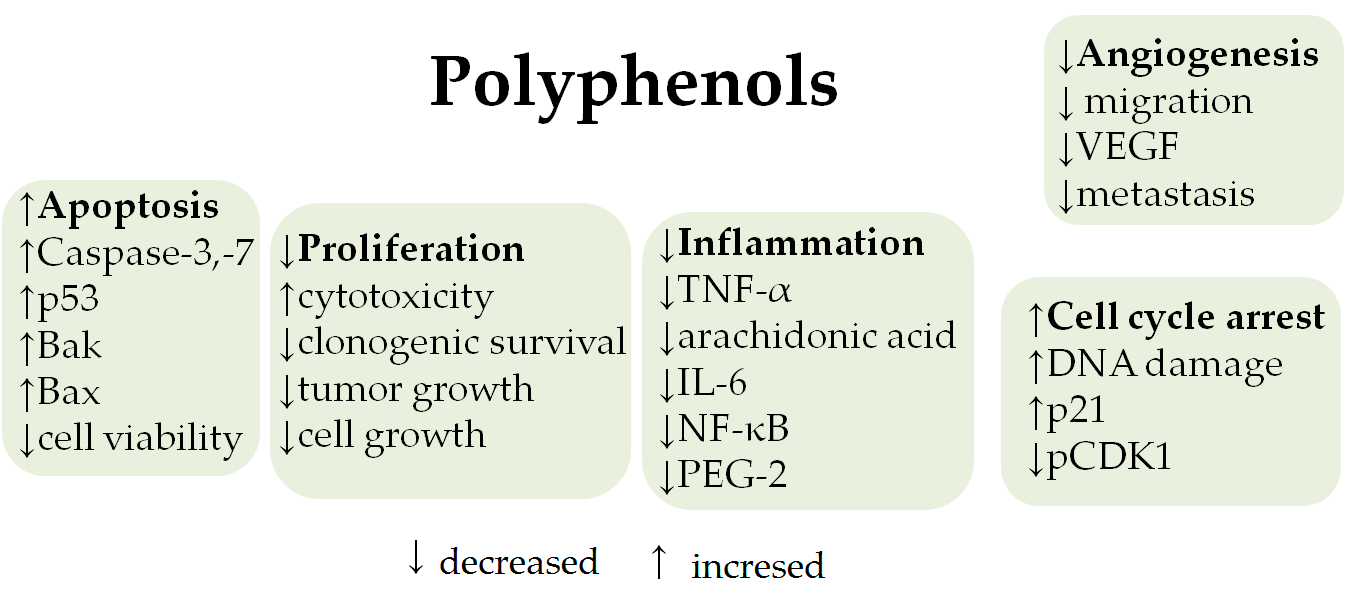 Polyphenols
↑Apoptosis
↑Caspase-3,-7
↑p53
↑Bak
↑Bax
↓cell viability
↓Proliferation
↑cytotoxicity
↓clonogenic survival
↓tumor growth
↓cell growth
↓Inflammation
↓TNF-α
↓arachidonic acid
↓IL-6
↓NF-κB
↓PEG-2
↓Angiogenesis
↓ migration
↓VEGF
↓metastasis
↑Cell cycle arrest
↑DNA damage
↑p21
↓pCDK1
↓ decreased ↑ incresed